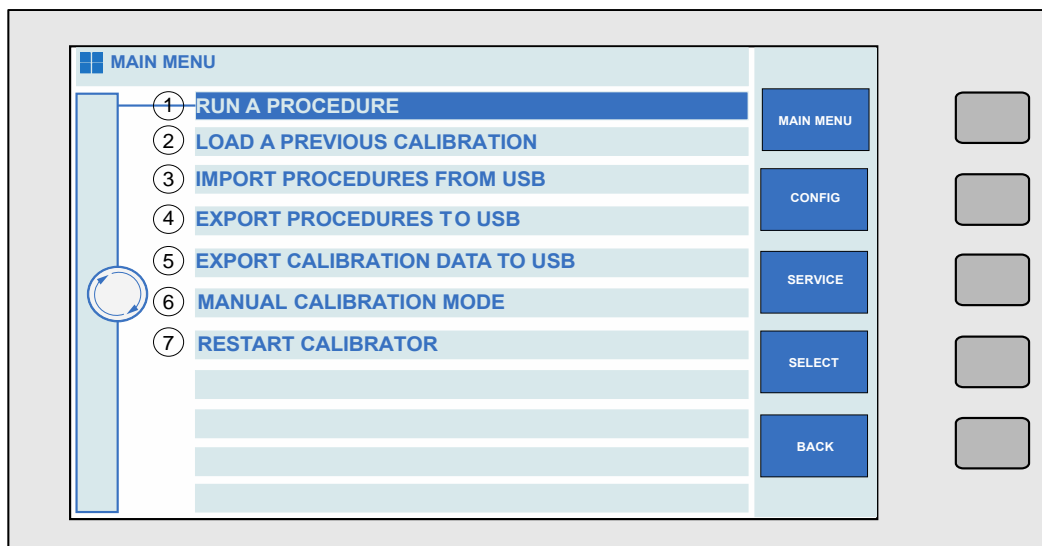 MAIN MENU
1 RUN A PROCEDURE
2 LOAD A PREVIOUS CALIBRATION
3 IMPORT PROCEDURES FROM USB
4 EXPORT PROCEDURES TO USB
5 EXPORT CALIBRATION DATA TO USB
6 MANUAL CALIBRATION MODE
7 RESTART CALIBRATOR
MAIN MENU
CONFIG
SERVICE
SELECT
BACK